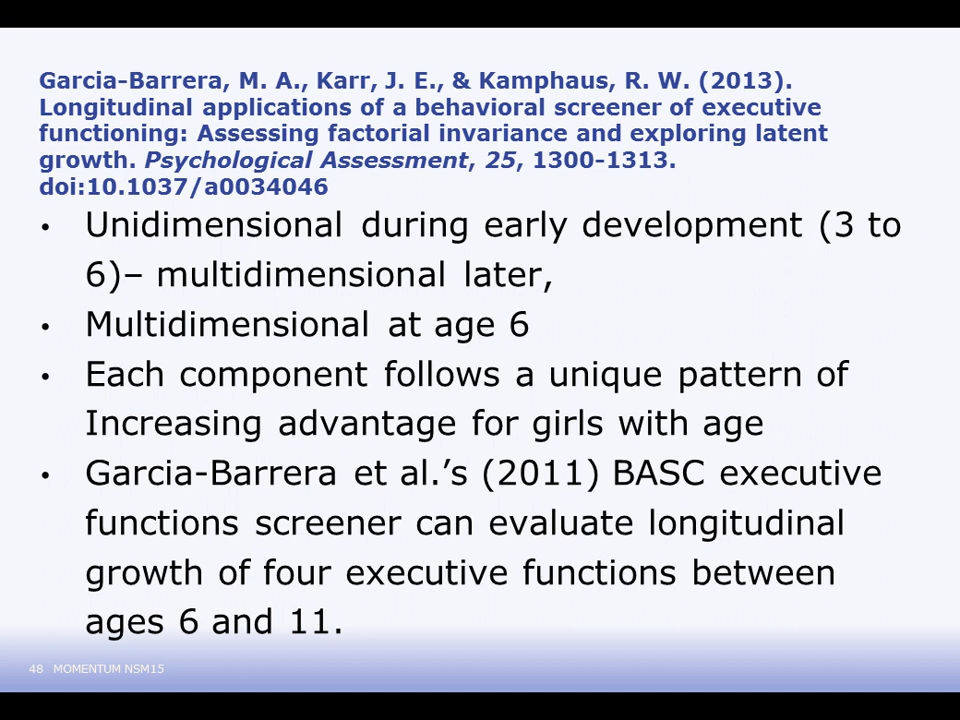 Garcia-Barrera, M. A., Karr, J. E., & Kamphaus, R. W. (2013).
Longitudinal applications of a behavioral screener of executive
functioning: Assessing factorial invariance and exploring latent
growth. Psychological Assessment, 25, 1300-1313.
doi:10.1037/a0034046
• Unidimensional during early development (3 to
6)– multidimensional later,
• Multidimensional at age 6
• Each component follows a unique pattern of
Increasing advantage for girls with age
• Garcia-Barrera et al.’s (2011) BASC executive
functions screener can evaluate longitudinal
growth of four executive functions between
ages 6 and 11.
48 MOMENTUM NSM15